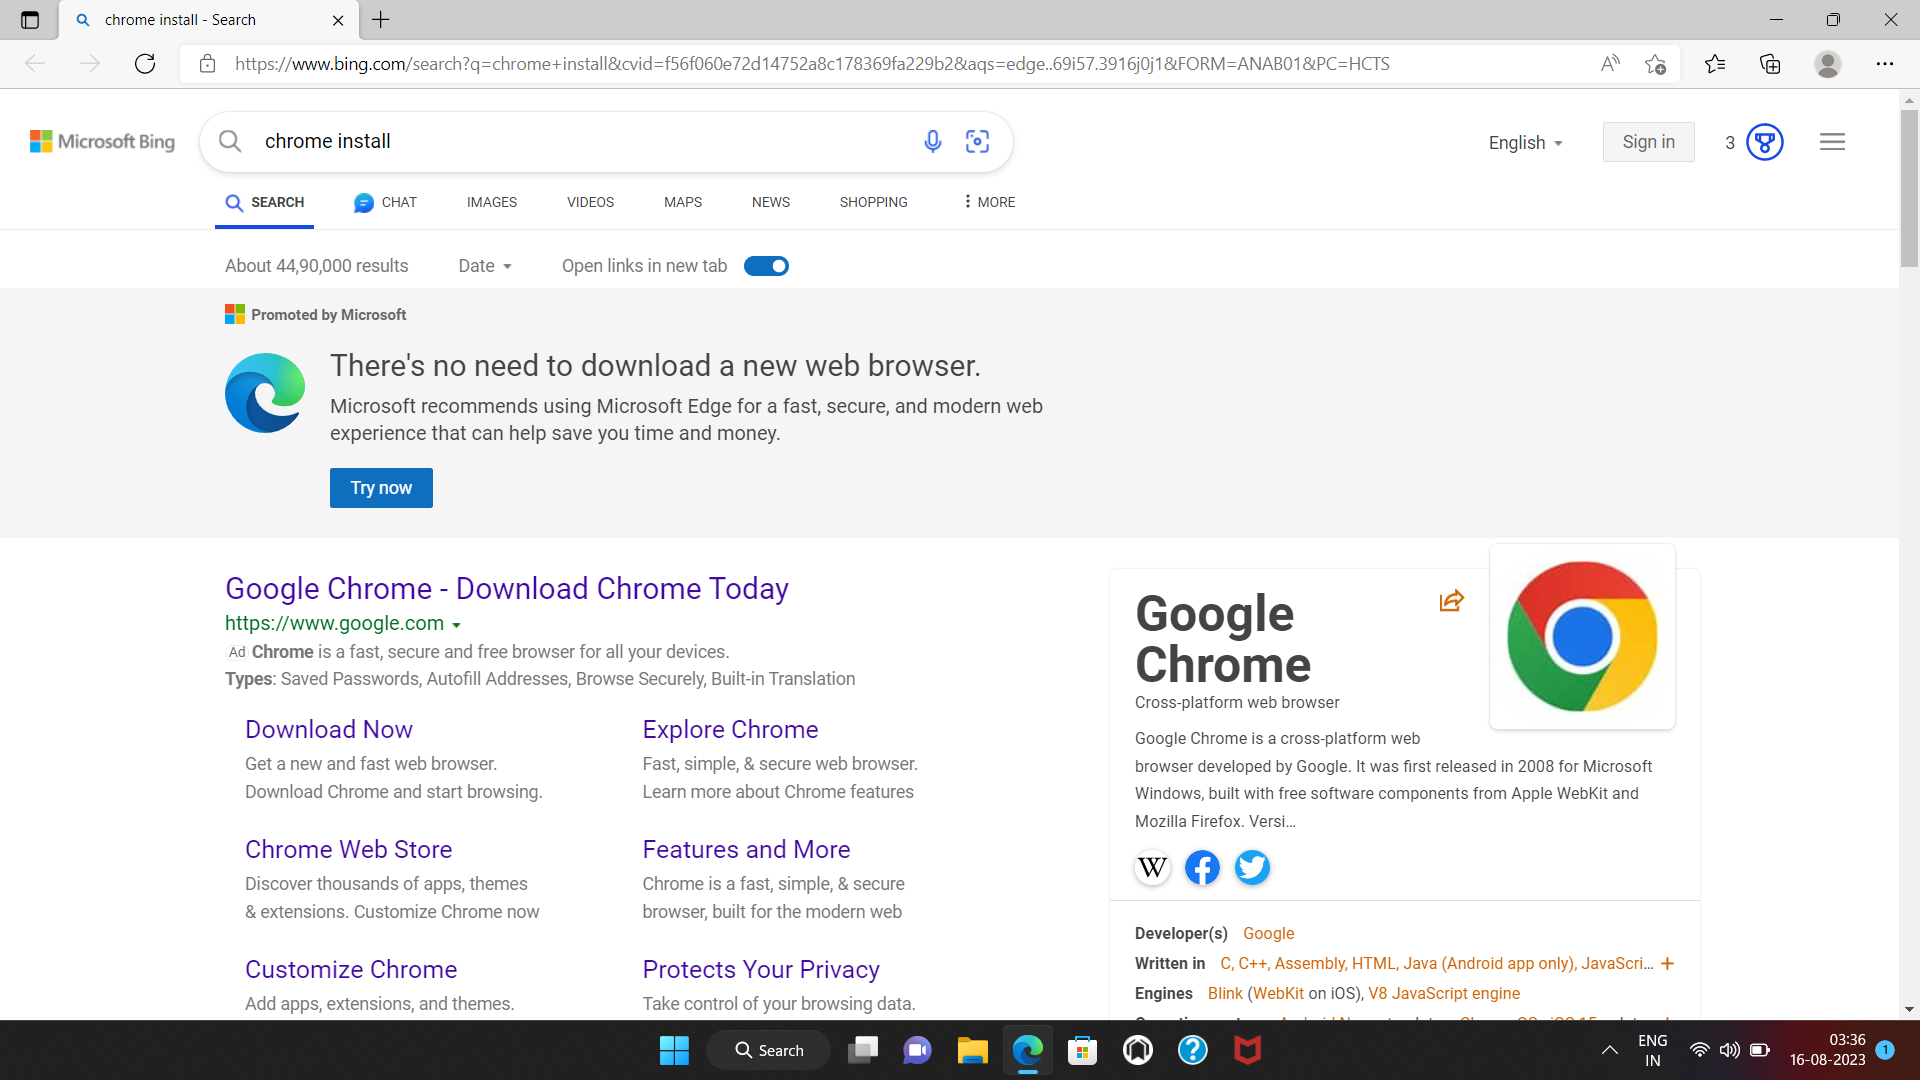 chrome install - Search
https://www.bing.com/search?q=chrome+install&cvid=f56f060e72d14752a8c178369fa229b2&aqs=edge..69i57.3916j0j1&FORM=ANAB01&PC=HCTS
Microsoft Bing
chrome install
English
Sign in
3
SEARCH
CHAT
IMAGES
VIDEOS
MAPS
NEWS
SHOPPING
MORE
About 44,90,000 results
Date
Open links in new tab
Promoted by Microsoft
There's no need to download a new web browser.
Microsoft recommends using Microsoft Edge for a fast, secure, and modern web
experience that can help save you time and money.
Try now
Google Chrome - Download Chrome Today
https://www.google.com
Ad Chrome is a fast, secure and free browser for all your devices.
Types: Saved Passwords, Autofill Addresses, Browse Securely, Built-in Translation
Download Now
Get a new and fast web browser.
Download Chrome and start browsing.
Explore Chrome
Fast, simple, & secure web browser.
Learn more about Chrome features
Chrome Web Store
Discover thousands of apps, themes
& extensions. Customize Chrome now
Features and More
Chrome is a fast, simple, & secure
browser, built for the modern web
Customize Chrome
Add apps, extensions, and themes.
Protects Your Privacy
Take control of your browsing data.
Google
Chrome
Cross-platform web browser
Google Chrome is a cross-platform web
browser developed by Google. It was first released in 2008 for Microsoft
Windows, built with free software components from Apple WebKit and
Mozilla Firefox. Versi...
W
Developer(s) Google
Written in C, C++, Assembly, HTML, Java (Android app only), JavaScri...
Engines Blink (WebKit on iOS), V8 JavaScript engine
Search
ENG
IN
03:36
16-08-2023
1